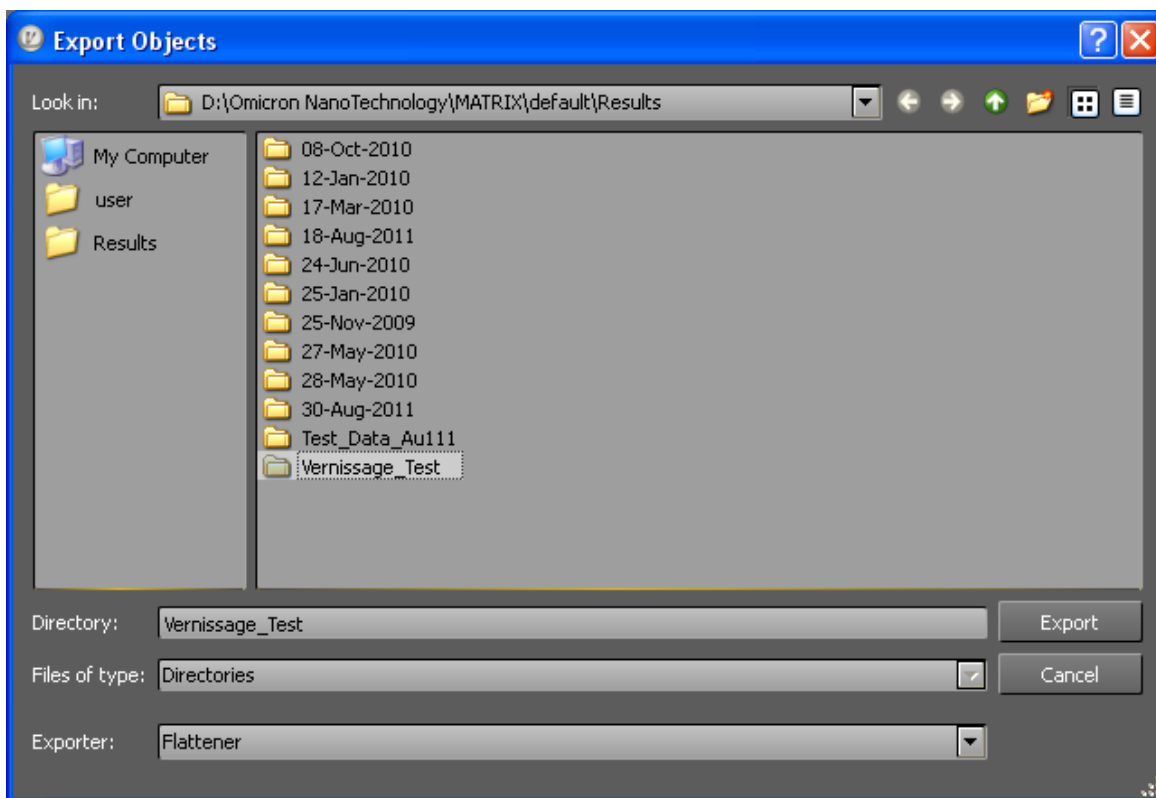 Export Objects
Look in: D:\Omicron NanoTechnology\MATRIX\default\Results
My Computer
user
Results
08-Oct-2010
12-Jan-2010
17-Mar-2010
18-Aug-2011
24-Jun-2010
25-Jan-2010
25-Nov-2009
27-May-2010
28-May-2010
30-Aug-2011
Test_Data_Au111
Vernissage_Test
Directory: Vernissage_Test Export
Files of type: Directories Cancel
Exporter: Flattener